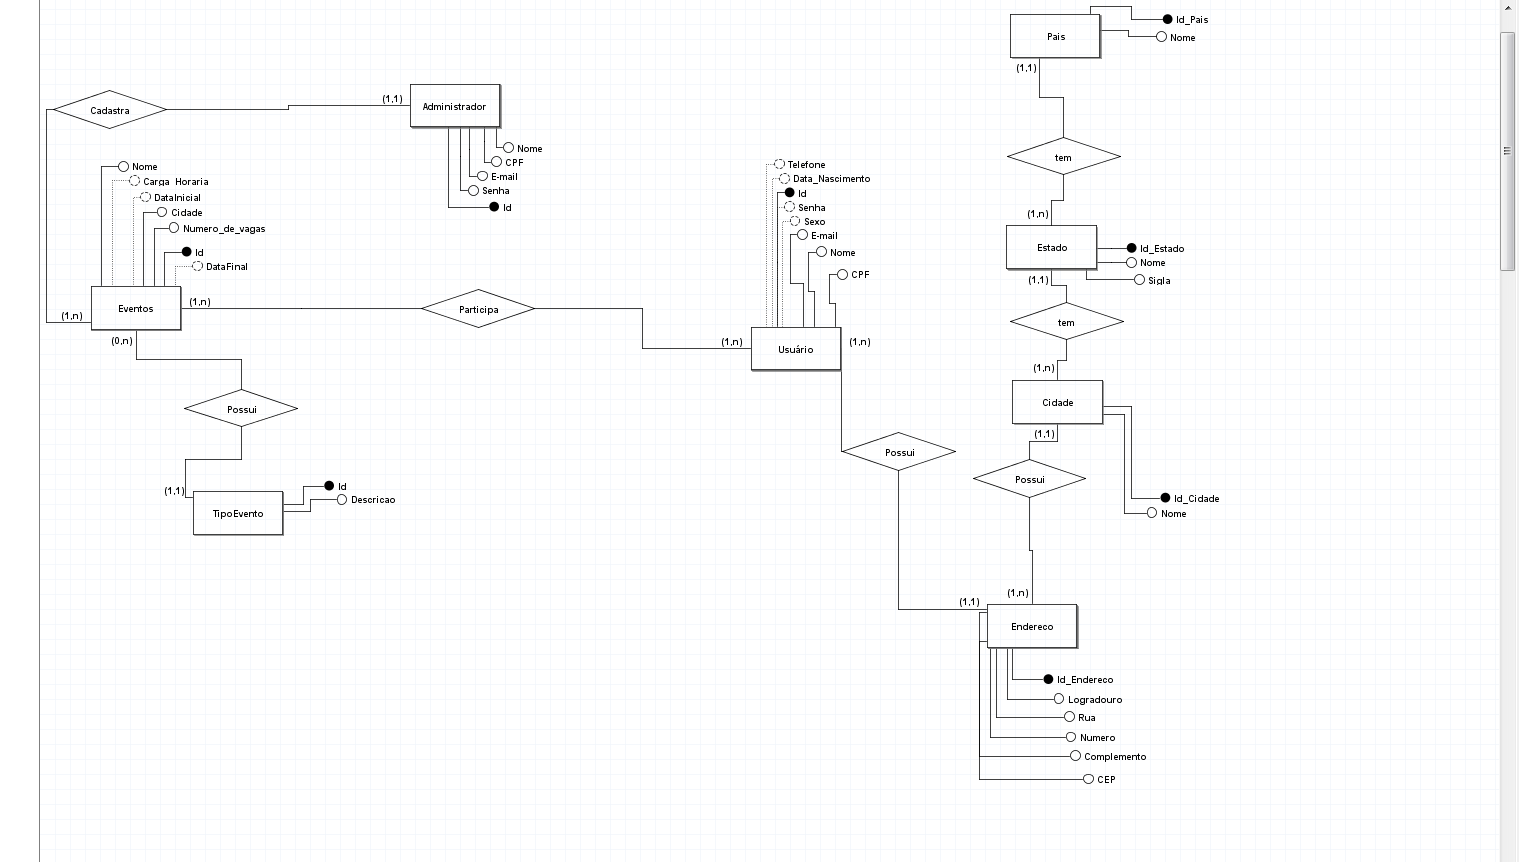 Id_Pais
Pais
Nome
(1,1)
Cadastra
(1,1)
Administrador
Nome
CPF
E-mail
Senha
Id
tem
(1,n)
Nome
Carga_Horaria
DataInicial
Cidade
Numero_de_vagas
Id
DataFinal
Telefone
Data_Nascimento
Id
Senha
Sexo
E-mail
Nome
CPF
Estado
Id_Estado
Nome
Sigla
(1,1)
Eventos
(1,n)
(1,n)
(0,n)
Participa
(1,n)
Usuário
(1,n)
tem
(1,n)
Cidade
(1,1)
Id_Cidade
Nome
Possui
(1,1)
TipoEvento
Id
Descricao
Possui
Possui
(1,1)
(1,n)
Endereco
Id_Endereco
Logradouro
Rua
Numero
Complemento
CEP